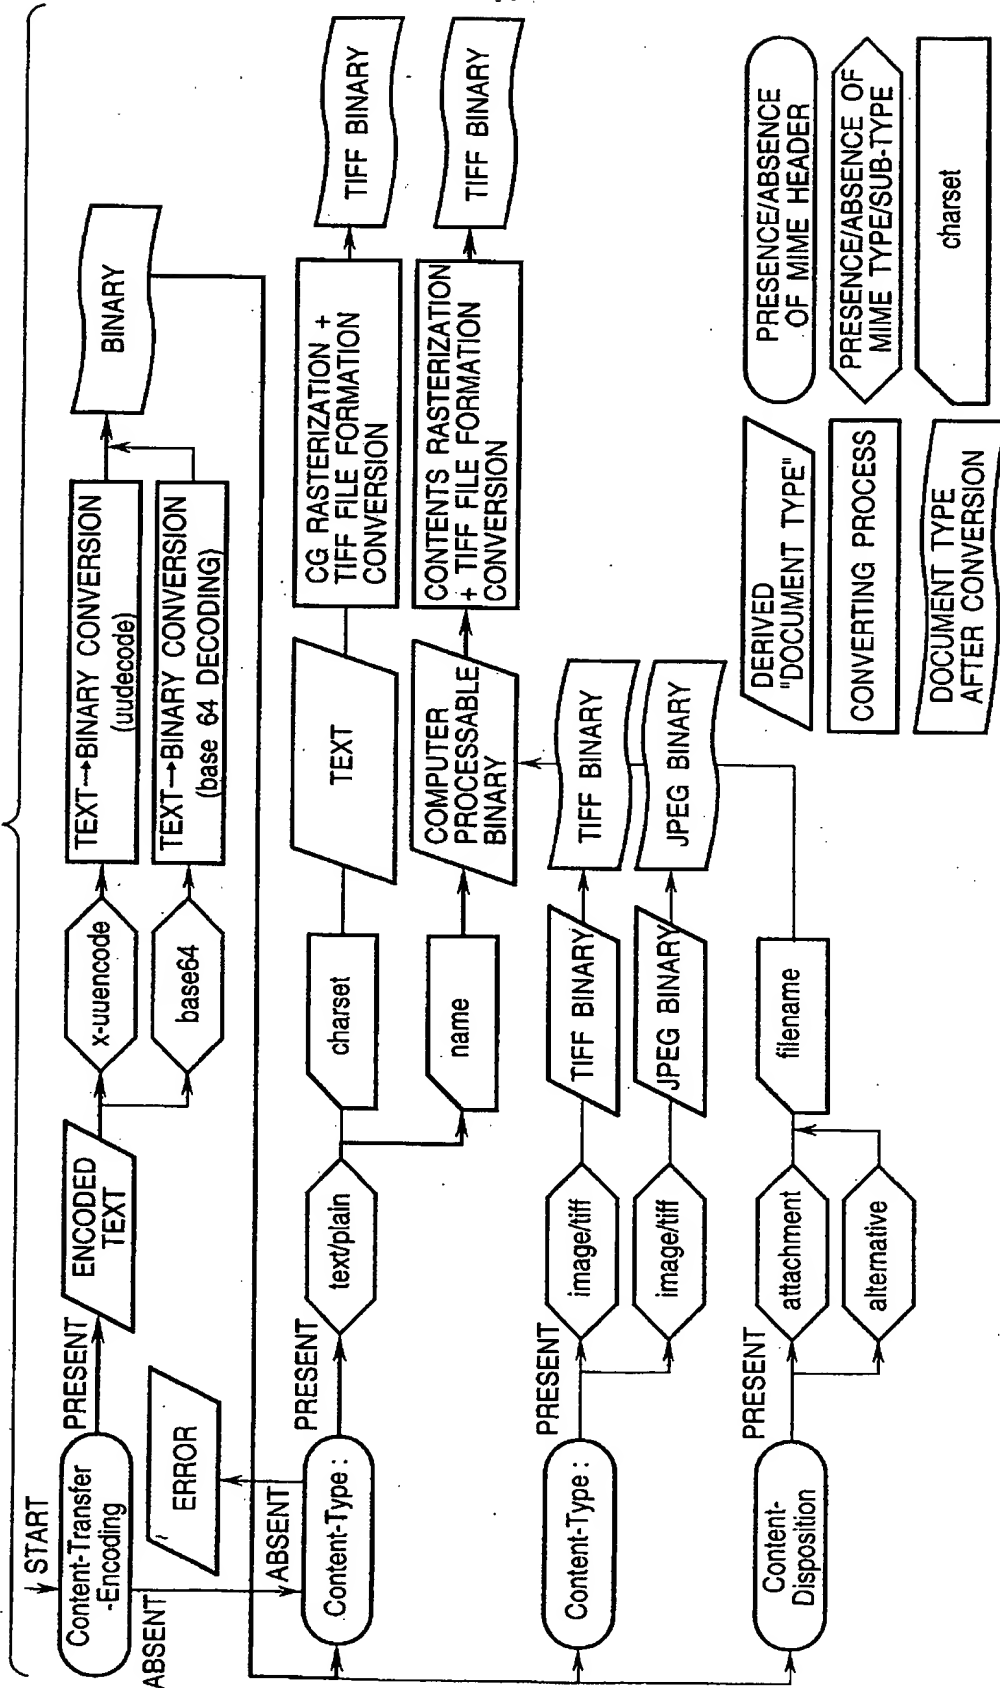 START
Content-Transfer
-Encoding
PRESENT
ABSENT
ENCODED
TEXT
x-uuencode
base64
TEXT→BINARY CONVERSION
(uudecode)
TEXT→BINARY CONVERSION
(base 64 DECODING)
BINARY
ERROR
ABSENT
Content-Type :
PRESENT
text/plain
charset
name
TEXT
COMPUTER
PROCESSABLE
BINARY
CG RASTERIZATION +
TIFF FILE FORMATION
CONVERSION
CONTENTS RASTERIZATION
+ TIFF FILE FORMATION
CONVERSION
TIFF BINARY
TIFF BINARY
Content-Type :
PRESENT
image/tiff
image/tiff
TIFF BINARY
JPEG BINARY
TIFF BINARY
JPEG BINARY
Content-
Disposition
PRESENT
attachment
alternative
filename
DERIVED
"DOCUMENT TYPE"
CONVERTING PROCESS
DOCUMENT TYPE
AFTER CONVERSION
PRESENCE/ABSENCE
OF MIME HEADER
PRESENCE/ABSENCE OF
MIME TYPE/SUB-TYPE
charset